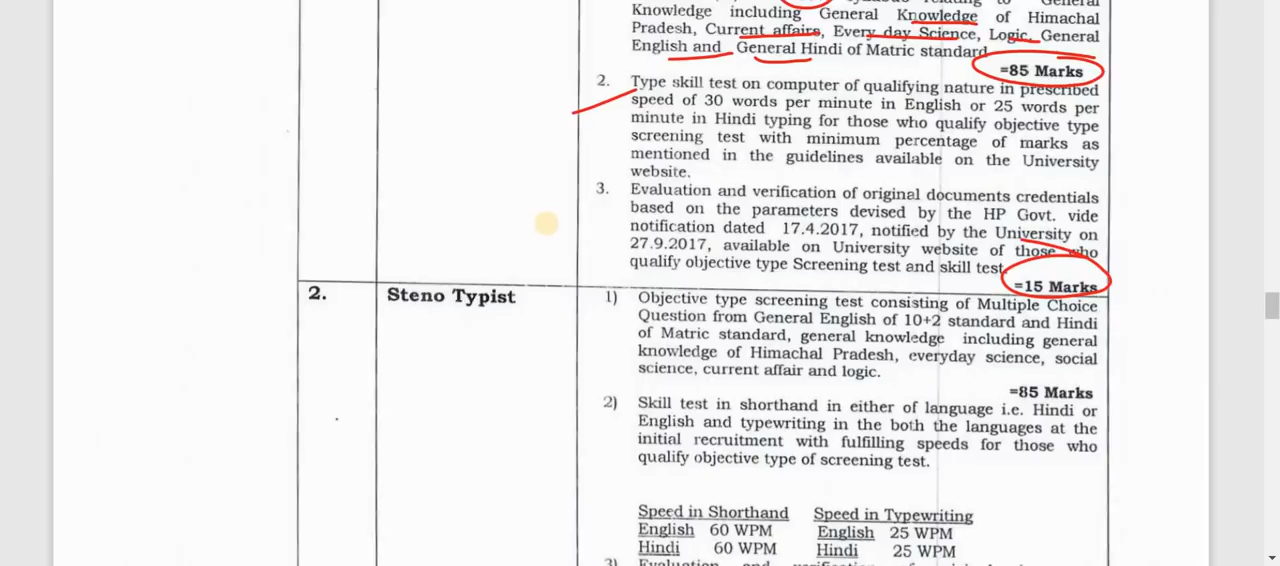 Knowledge including General Knowledge of Himachal
Pradesh, Current affairs, Every day Science, Logic, General
English and General Hindi of Matric standard
=85 Marks
2. Type skill test on computer of qualifying nature in prescribed
speed of 30 words per minute in English or 25 words per
minute in Hindi typing for those who qualify objective type
screening test with minimum percentage of marks as
mentioned in the guidelines available on the University
website.
3. Evaluation and verification of original documents credentials
based on the parameters devised by the HP Govt. vide
notification dated 17.4.2017, notified by the University on
27.9.2017, available on University website of those who
qualify objective type Screening test and skill test
=15 Marks
2. Steno Typist
1) Objective type screening test consisting of Multiple Choice
Question from General English of 10+2 standard and Hindi
of Matric standard, general knowledge including general
knowledge of Himachal Pradesh, everyday science, social
science, current affair and logic.
=85 Marks
2) Skill test in shorthand in either of language i.e. Hindi or
English and typewriting in the both the languages at the
initial recruitment with fulfilling speeds for those who
qualify objective type of screening test.
Speed in Shorthand Speed in Typewriting
English 60 WPM English 25 WPM
Hindi 60 WPM Hindi 25 WPM